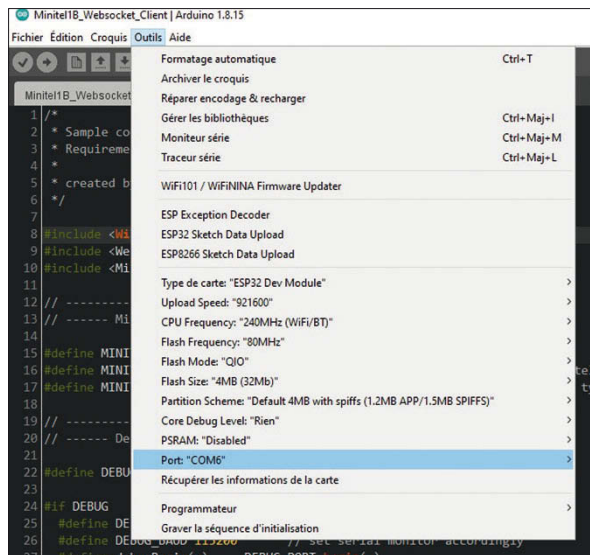 Minitel1B_Websocket_Client | Arduino 1.8.15
Fichier Édition Croquis Outils Aide
Minitel1B_Websocket
Formatage automatique Ctrl+T
Archiver le croquis
Réparer encodage & recharger
Gérer les bibliothèques Ctrl+Maj+I
Moniteur série Ctrl+Maj+M
Traceur série Ctrl+Maj+L
WiFi101 / WiFiNINA Firmware Updater
ESP Exception Decoder
ESP32 Sketch Data Upload
ESP8266 Sketch Data Upload
Type de carte: "ESP32 Dev Module"
Upload Speed: "921600"
CPU Frequency: "240MHz (WiFi/BT)"
Flash Frequency: "80MHz"
Flash Mode: "QIO"
Flash Size: "4MB (32Mb)"
Partition Scheme: "Default 4MB with spiffs (1.2MB APP/1.5MB SPIFFS)"
Core Debug Level: "Rien"
PSRAM: "Disabled"
Port: "COM6"
Récupérer les informations de la carte
Programmateur
Graver la séquence d'initialisation
1 /*
2 * Sample co
3 * Requireme
4 *
5 * created b
6 */
7
8 #include <Wi
9 #include <We
10 #include <Mi
11
12 // ---------
13 // ------ Mi
14
15 #define MINI
16 #define MINI te
17 #define MINI t
18
19 // ---------
20 // ------ De
21
22 #define DEBU
23
24 #if DEBUG
25 #define DE
26 #define DEBUG_BAUD 115200 // set serial monitor accordingly
27